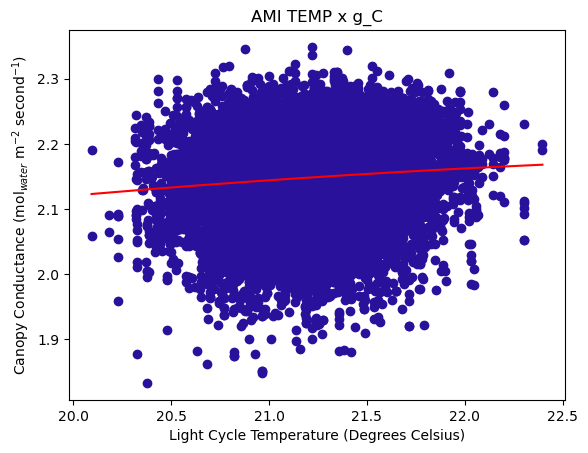 AMI TEMP x g_C
Canopy Conductance (mol_water m⁻² second⁻¹)
2.3
2.2
2.1
2.0
1.9
20.0 20.5 21.0 21.5 22.0 22.5
Light Cycle Temperature (Degrees Celsius)